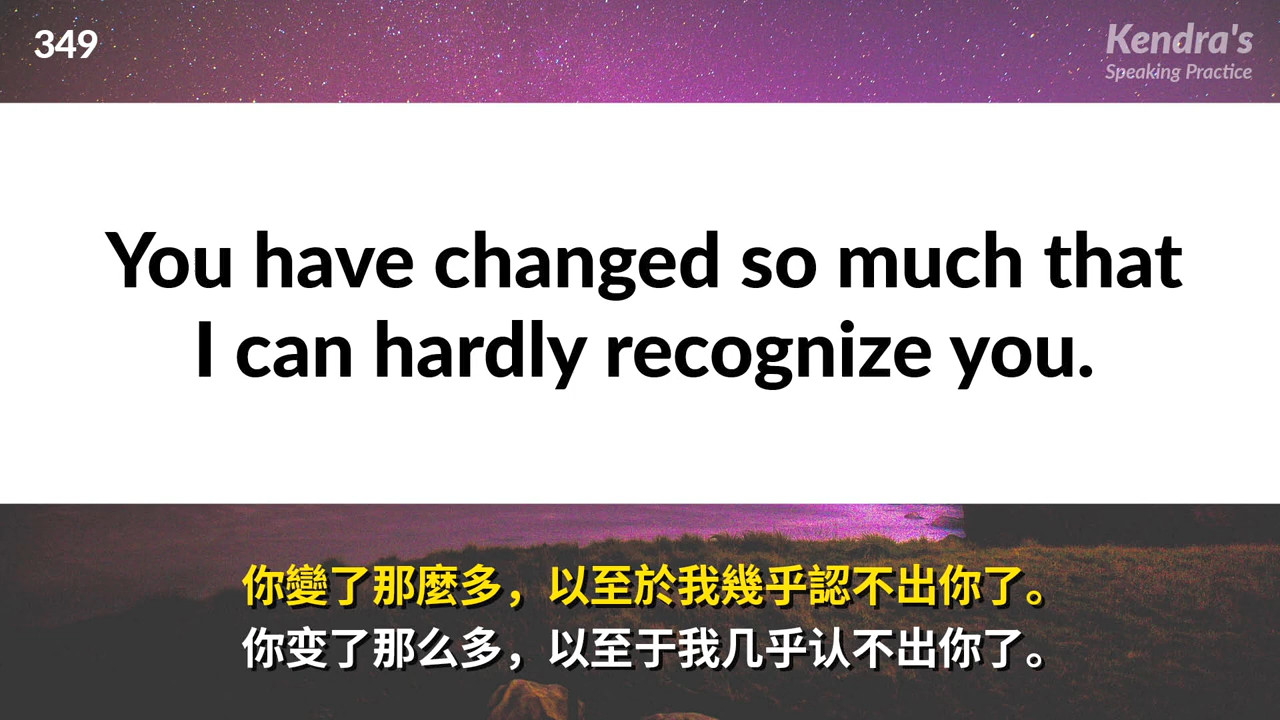 349
Kendra's
Speaking Practice
You have changed so much that
I can hardly recognize you.
你變了那麼多，以至於我幾乎認不出你了。
你变了那么多，以至于我几乎认不出你了。